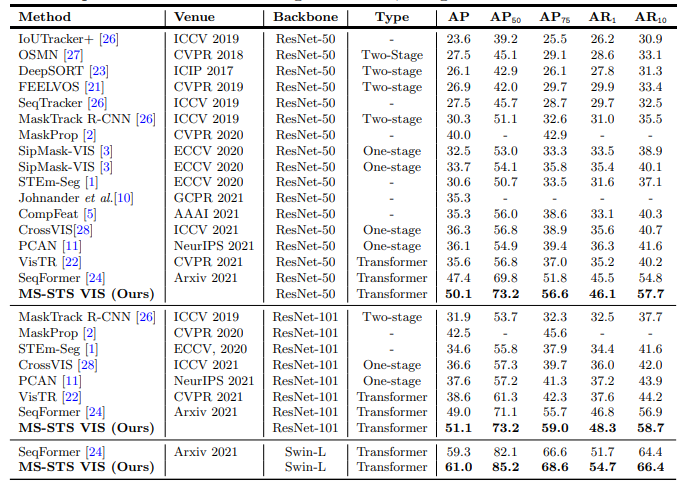 Method Venue Backbone Type AP AP50 AP75 AR1 AR10
IoUTracker+ [26] ICCV 2019 ResNet-50 - 23.6 39.2 25.5 26.2 30.9
OSMN [27] CVPR 2018 ResNet-50 Two-Stage 27.5 45.1 29.1 28.6 33.1
DeepSORT [23] ICIP 2017 ResNet-50 Two-stage 26.1 42.9 26.1 27.8 31.3
FEELVOS [21] CVPR 2019 ResNet-50 Two-stage 26.9 42.0 29.7 29.9 33.4
SeqTracker [26] ICCV 2019 ResNet-50 - 27.5 45.7 28.7 29.7 32.5
MaskTrack R-CNN [26] ICCV 2019 ResNet-50 Two-stage 30.3 51.1 32.6 31.0 35.5
MaskProp [2] CVPR 2020 ResNet-50 - 40.0 - 42.9 - -
SipMask-VIS [3] ECCV 2020 ResNet-50 One-stage 32.5 53.0 33.3 33.5 38.9
SipMask-VIS [3] ECCV 2020 ResNet-50 One-stage 33.7 54.1 35.8 35.4 40.1
STEm-Seg [1] ECCV 2020 ResNet-50 - 30.6 50.7 33.5 31.6 37.1
Johnander et al.[10] GCPR 2021 ResNet-50 - 35.3 - - - -
CompFeat [5] AAAI 2021 ResNet-50 - 35.3 56.0 38.6 33.1 40.3
CrossVIS[28] ICCV 2021 ResNet-50 One-stage 36.3 56.8 38.9 35.6 40.7
PCAN [11] NeurIPS 2021 ResNet-50 One-stage 36.1 54.9 39.4 36.3 41.6
VisTR [22] CVPR 2021 ResNet-50 Transformer 35.6 56.8 37.0 35.2 40.2
SeqFormer [24] Arxiv 2021 ResNet-50 Transformer 47.4 69.8 51.8 45.5 54.8
MS-STS VIS (Ours) ResNet-50 Transformer 50.1 73.2 56.6 46.1 57.7
MaskTrack R-CNN [26] ICCV 2019 ResNet-101 Two-stage 31.9 53.7 32.3 32.5 37.7
MaskProp [2] CVPR 2020 ResNet-101 - 42.5 - 45.6 - -
STEm-Seg [1] ECCV, 2020 ResNet-101 - 34.6 55.8 37.9 34.4 41.6
CrossVIS [28] ICCV 2021 ResNet-101 One-stage 36.6 57.3 39.7 36.0 42.0
PCAN [11] NeurIPS 2021 ResNet-101 One-stage 37.6 57.2 41.3 37.2 43.9
VisTR [22] CVPR 2021 ResNet-101 Transformer 38.6 61.3 42.3 37.6 44.2
SeqFormer [24] Arxiv 2021 ResNet-101 Transformer 49.0 71.1 55.7 46.8 56.9
MS-STS VIS (Ours) ResNet-101 Transformer 51.1 73.2 59.0 48.3 58.7
SeqFormer [24] Arxiv 2021 Swin-L Transformer 59.3 82.1 66.6 51.7 64.4
MS-STS VIS (Ours) Swin-L Transformer 61.0 85.2 68.6 54.7 66.4